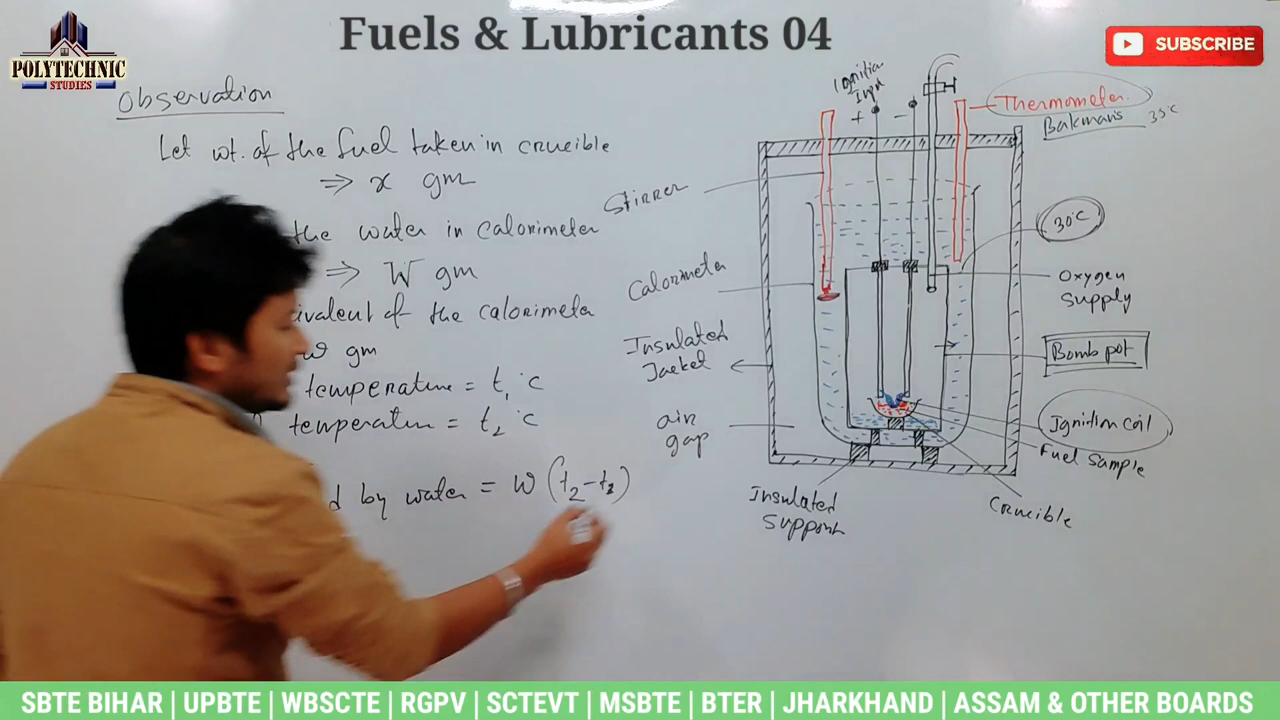 Fuels & Lubricants 04
POLYTECHNIC
STUDIES
SUBSCRIBE
Observation
Let wt. of the fuel taken in crucible
⇒ x gm
the water in calorimeter
⇒ W gm
ivalent of the calorimeter
w gm
temperature = t₁°C
temperature = t₂°C
d by water = W (t₂-t₂)
Ignition
Input
+ -
Thermometer
30°C
Stirrer
Calorimeter
Insulated
Jacket
air
gap
Insulated
Support
Oxygen
Supply
Bomb pot
Ignition coil
Fuel Sample
Crucible
SBTE BIHAR | UPBTE | WBSCTE | RGPV | SCTEVT | MSBTE | BTER | JHARKHAND | ASSAM & OTHER BOARDS